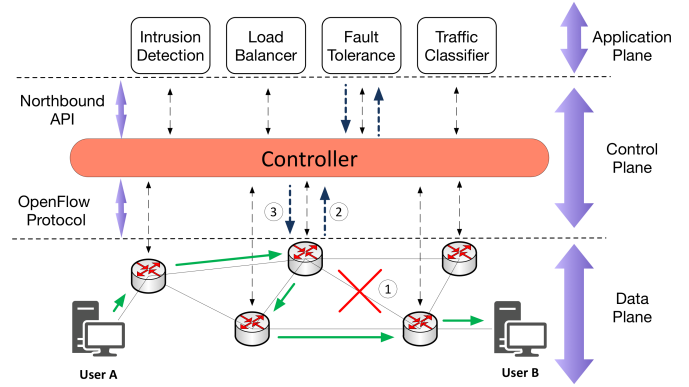 Intrusion
Detection
Load
Balancer
Fault
Tolerance
Traffic
Classifier
Application
Plane
Northbound
API
Controller
Control
Plane
OpenFlow
Protocol
3
2
1
Data
Plane
User A
User B